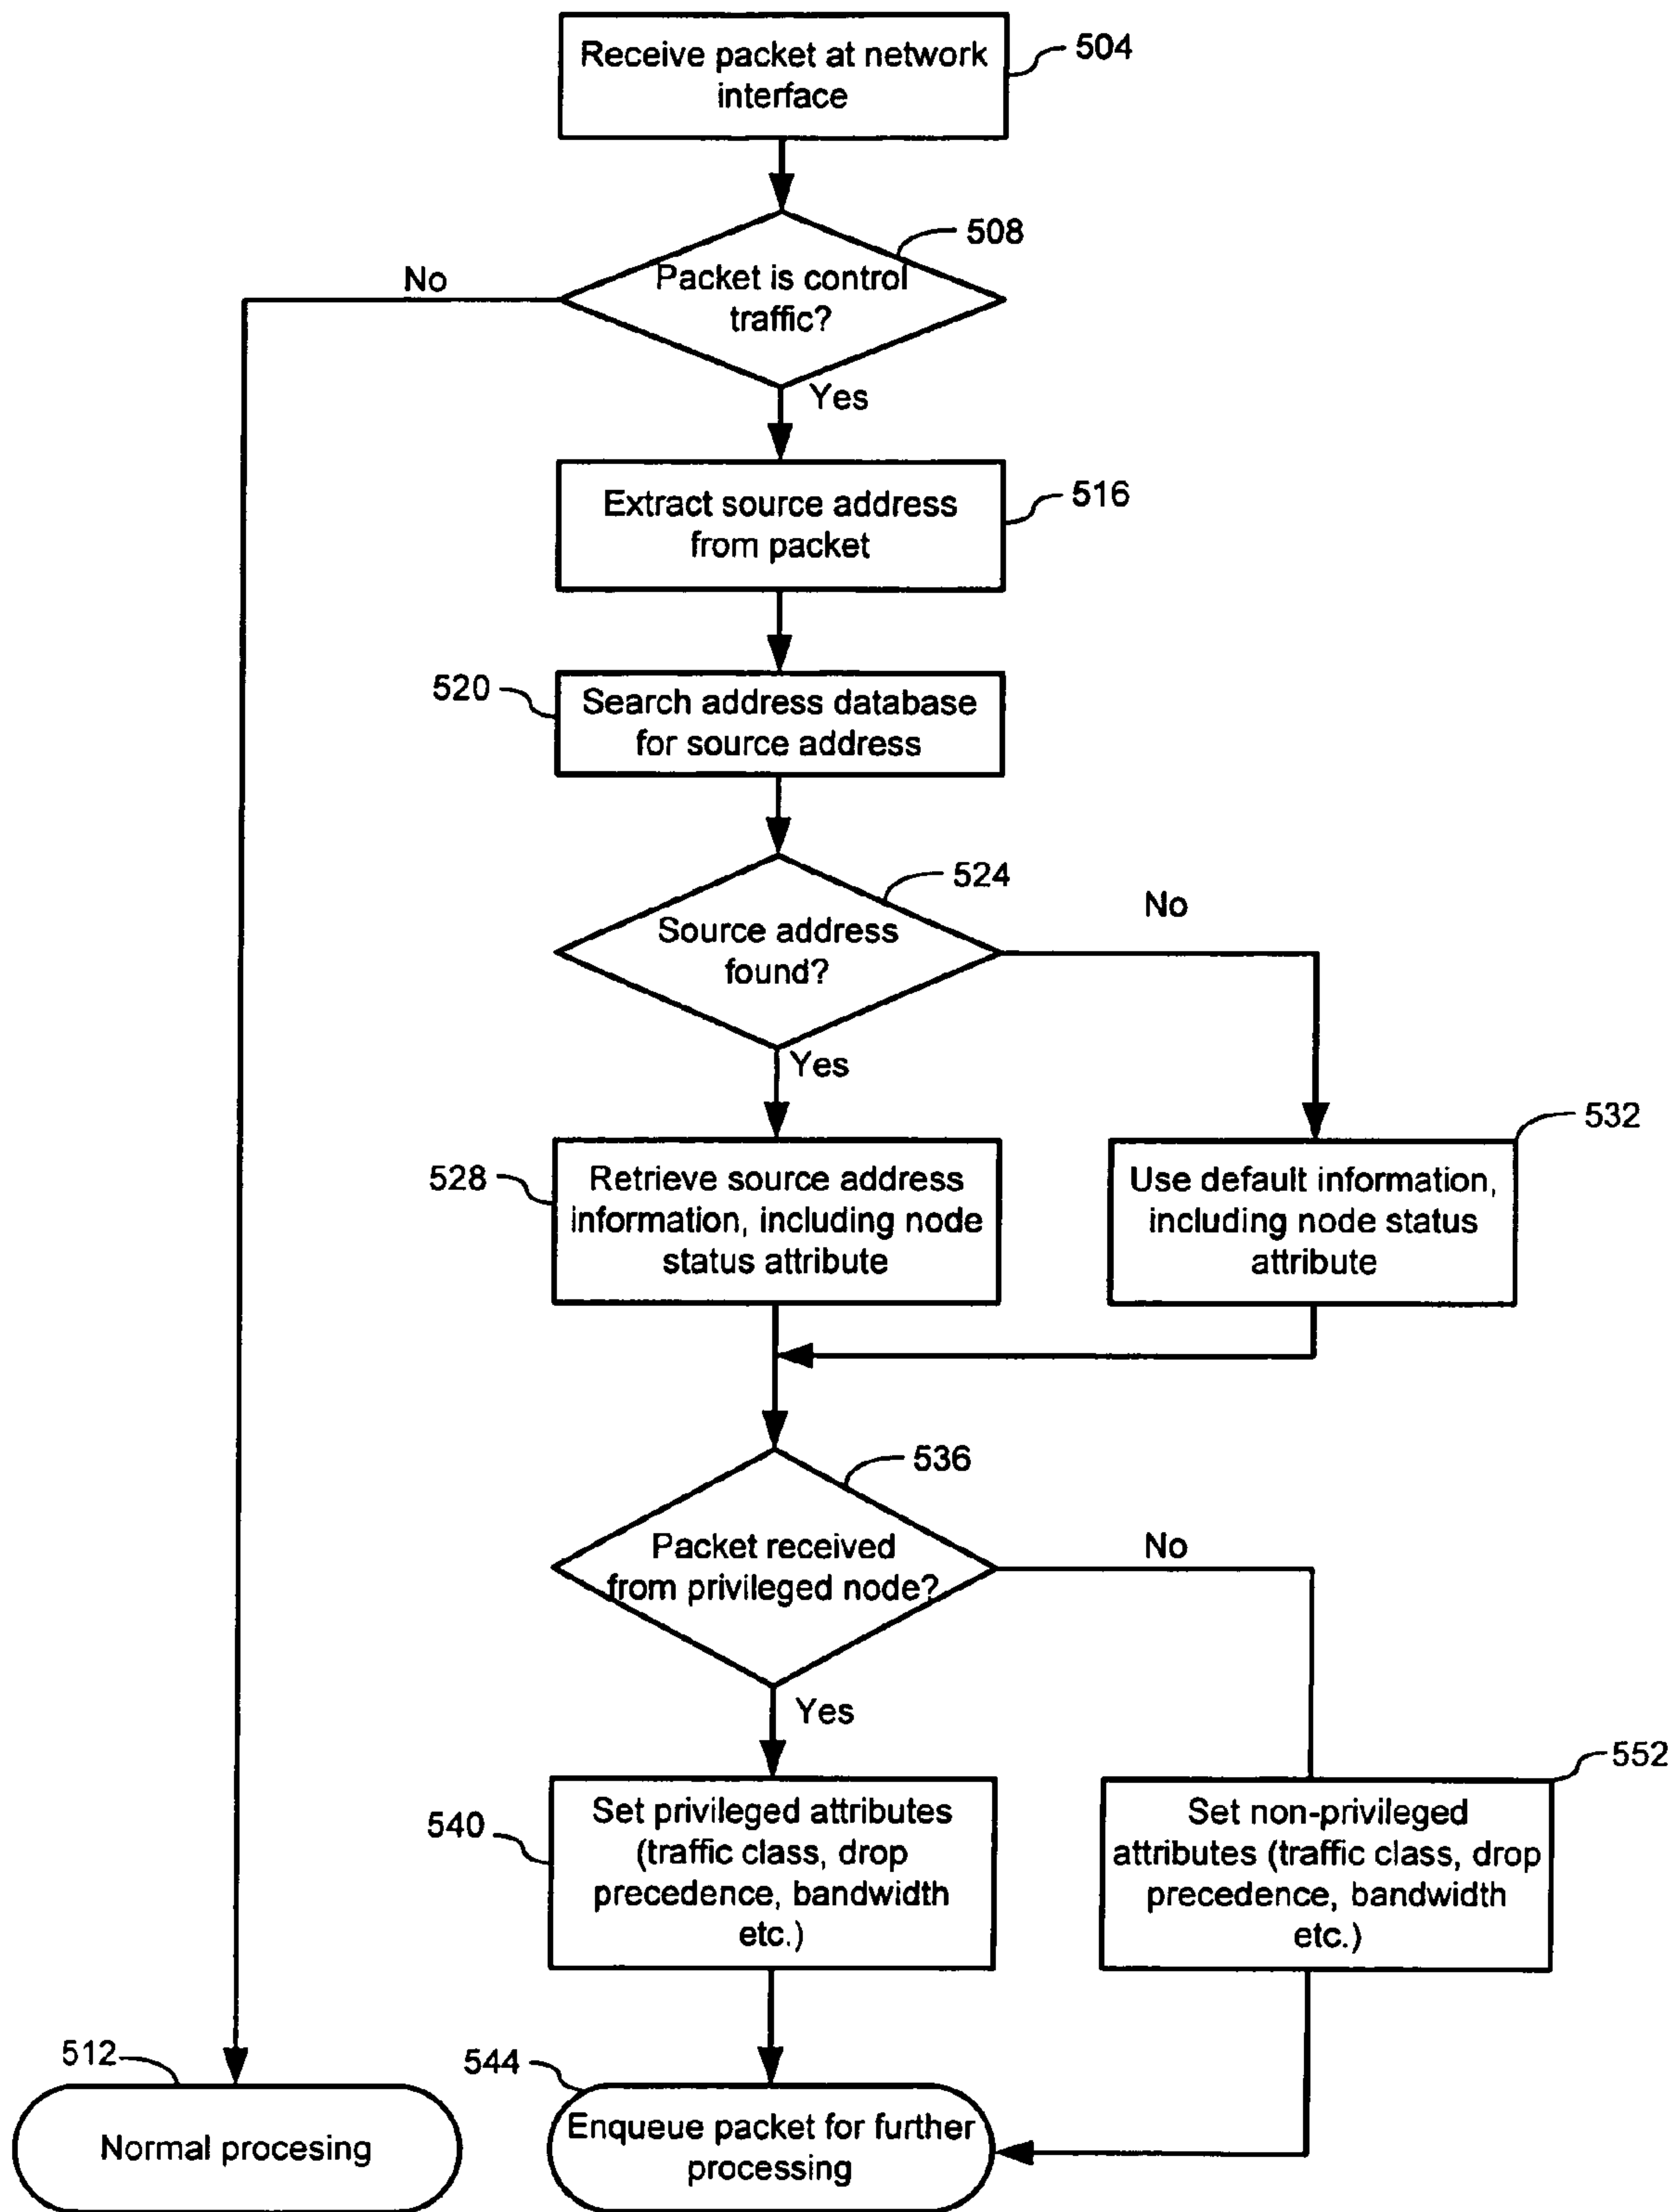 Receive packet at network
interface
504
508
Packet is control
traffic?
No
Yes
Extract source address
from packet
516
520
Search address database
for source address
524
Source address
found?
No
Yes
528
Retrieve source address
information, including node
status attribute
532
Use default information,
including node status
attribute
536
Packet received
from privileged node?
No
Yes
540
Set privileged attributes
(traffic class, drop
precedence, bandwidth
etc.)
552
Set non-privileged
attributes (traffic class, drop
precedence, bandwidth
etc.)
512
Normal procesing
544
Enqueue packet for further
processing